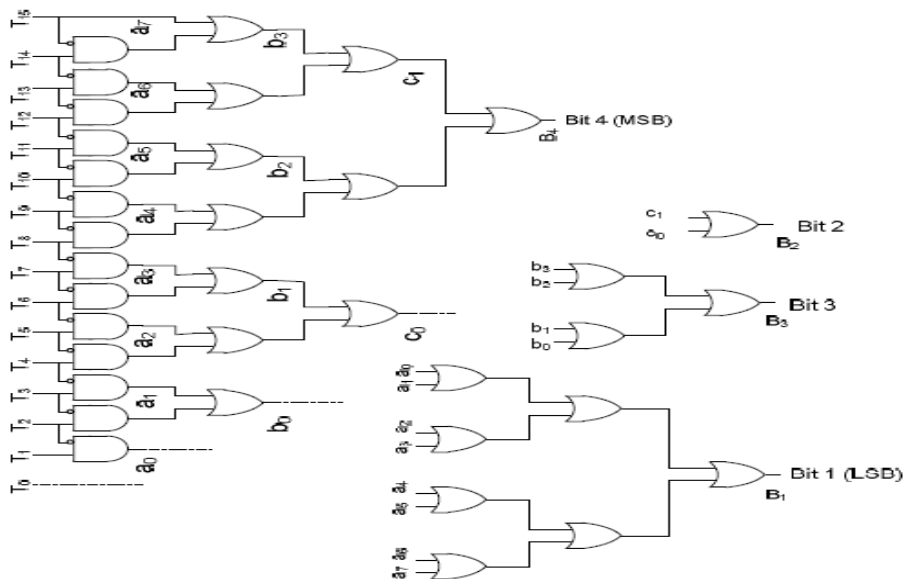 T₁₅
T₁₄
T₁₃
T₁₂
T₁₁
T₁₀
T₉
T₈
T₇
T₆
T₅
T₄
T₃
T₂
T₁
T₀
a₇
a₆
a₅
a₄
a₃
a₂
a₁
a₀
b₃
b₂
b₁
b₀
c₁
c₀
B₄
Bit 4 (MSB)
c₁
B₂
Bit 2
b₃
b₂
b₁
b₀
B₃
Bit 3
a₀
a₁
a₂
a₃
a₄
a₅
a₆
a₇
B₁
Bit 1 (LSB)